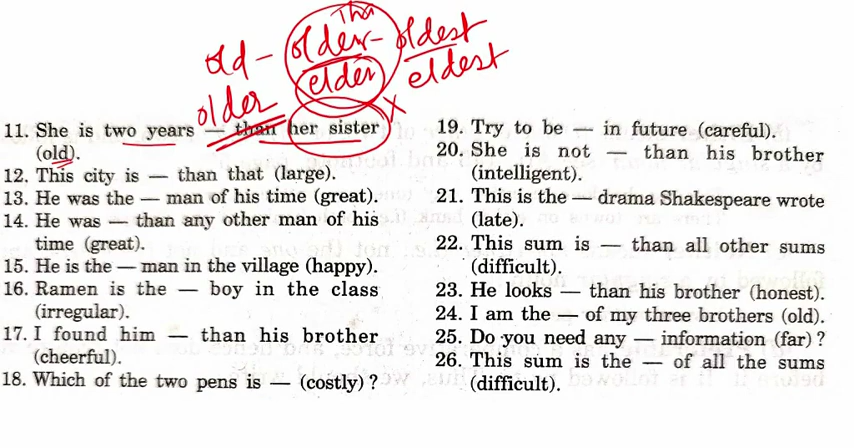 Tha
old - older - oldest
elder eldest
older
11. She is two years — than her sister
(old).
12. This city is — than that (large).
13. He was the — man of his time (great).
14. He was — than any other man of his
time (great).
15. He is the — man in the village (happy).
16. Ramen is the — boy in the class
(irregular).
17. I found him — than his brother
(cheerful).
18. Which of the two pens is — (costly) ?
19. Try to be — in future (careful).
20. She is not — than his brother
(intelligent).
21. This is the — drama Shakespeare wrote
(late).
22. This sum is — than all other sums
(difficult).
23. He looks — than his brother (honest).
24. I am the — of my three brothers (old).
25. Do you need any — information (far) ?
26. This sum is the — of all the sums
(difficult).